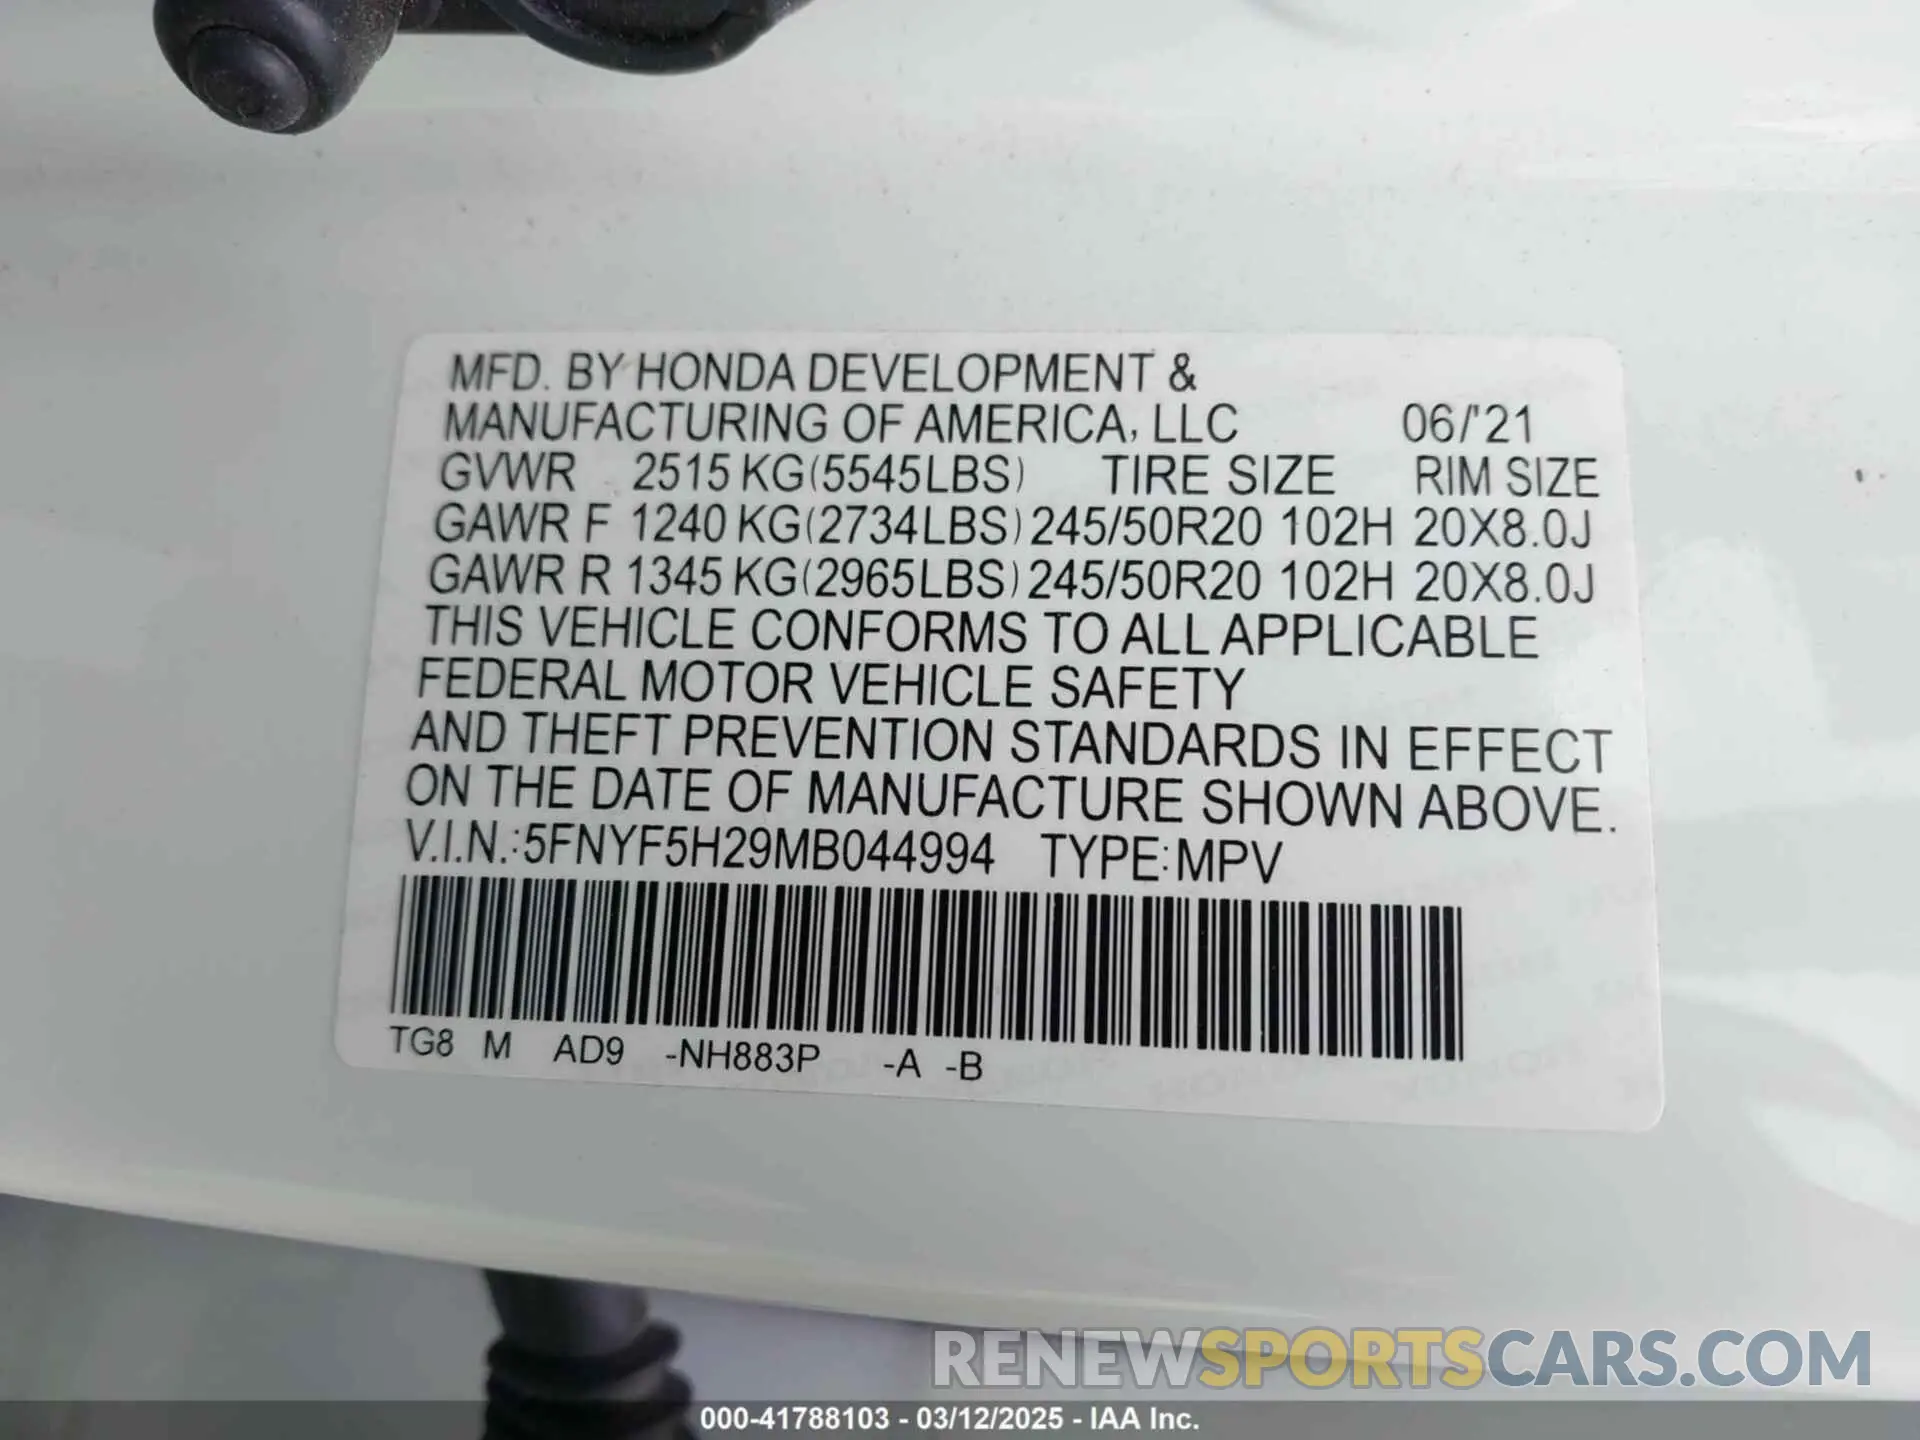 MFD. BY HONDA DEVELOPMENT &
MANUFACTURING OF AMERICA, LLC 06/'21
GVWR 2515 KG(5545LBS) TIRE SIZE RIM SIZE
GAWR F 1240 KG(2734LBS) 245/50R20 102H 20X8.0J
GAWR R 1345 KG(2965LBS) 245/50R20 102H 20X8.0J
THIS VEHICLE CONFORMS TO ALL APPLICABLE
FEDERAL MOTOR VEHICLE SAFETY
AND THEFT PREVENTION STANDARDS IN EFFECT
ON THE DATE OF MANUFACTURE SHOWN ABOVE.
V.I.N.:5FNYF5H29MB044994 TYPE:MPV
TG8 M AD9 -NH883P -A -B
RENEWSPORTSCARS.COM
000-41788103 - 03/12/2025 - IAA Inc.